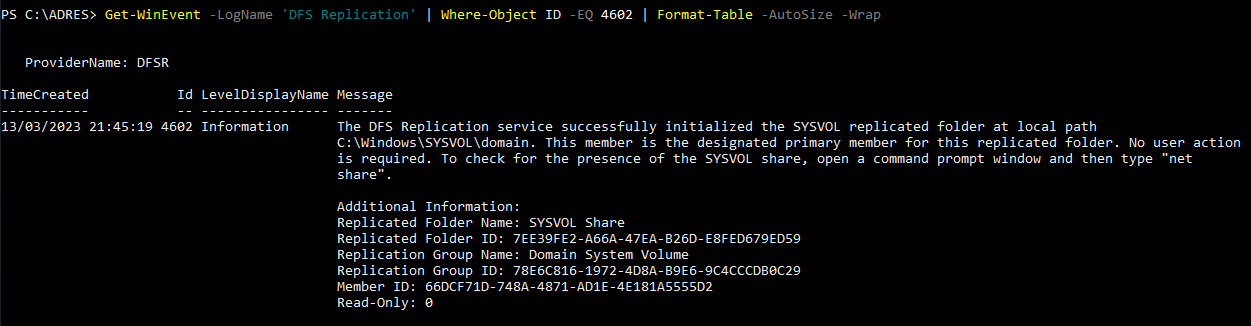 PS C:\ADRES> Get-WinEvent -LogName 'DFS Replication' | Where-Object ID -EQ 4602 | Format-Table -AutoSize -Wrap
ProviderName: DFSR
TimeCreated Id LevelDisplayName Message
----------- -- ---------------- -------
13/03/2023 21:45:19 4602 Information The DFS Replication service successfully initialized the SYSVOL replicated folder at local path
C:\Windows\SYSVOL\domain. This member is the designated primary member for this replicated folder. No user action
is required. To check for the presence of the SYSVOL share, open a command prompt window and then type "net
share".
Additional Information:
Replicated Folder Name: SYSVOL Share
Replicated Folder ID: 7EE39FE2-A66A-47EA-B26D-E8FED679ED59
Replication Group Name: Domain System Volume
Replication Group ID: 78E6C816-1972-4D8A-B9E6-9C4CCCDB0C29
Member ID: 66DCF71D-748A-4871-AD1E-4E181A5555D2
Read-Only: 0